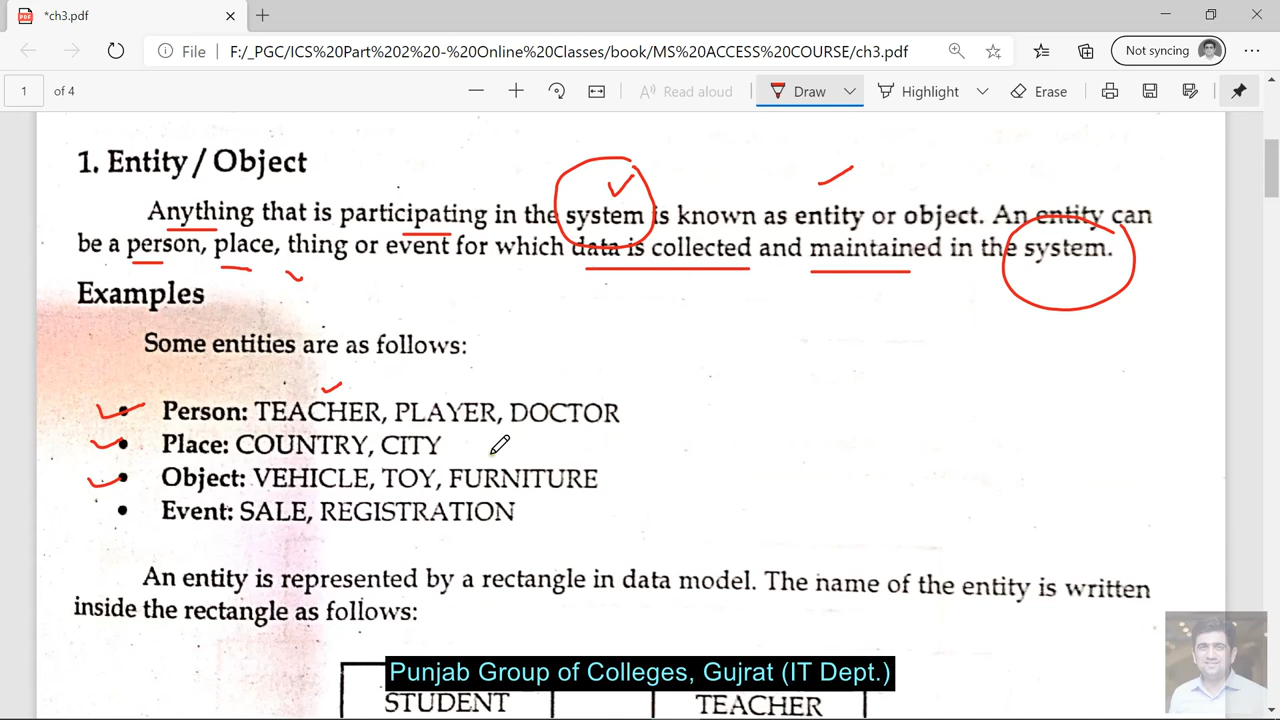 *ch3.pdf
File
F:/_PGC/ICS%20Part%202%20-%20Online%20Classes/book/MS%20ACCESS%20COURSE/ch3.pdf
Not syncing
1 of 4
Read aloud
Draw
Highlight
Erase
1. Entity / Object
Anything that is participating in the system is known as entity or object. An entity can
be a person, place, thing or event for which data is collected and maintained in the system.
Examples
Some entities are as follows:
• Person: TEACHER, PLAYER, DOCTOR
• Place: COUNTRY, CITY
• Object: VEHICLE, TOY, FURNITURE
• Event: SALE, REGISTRATION
An entity is represented by a rectangle in data model. The name of the entity is written
inside the rectangle as follows:
Punjab Group of Colleges, Gujrat (IT Dept.)
STUDENT
TEACHER